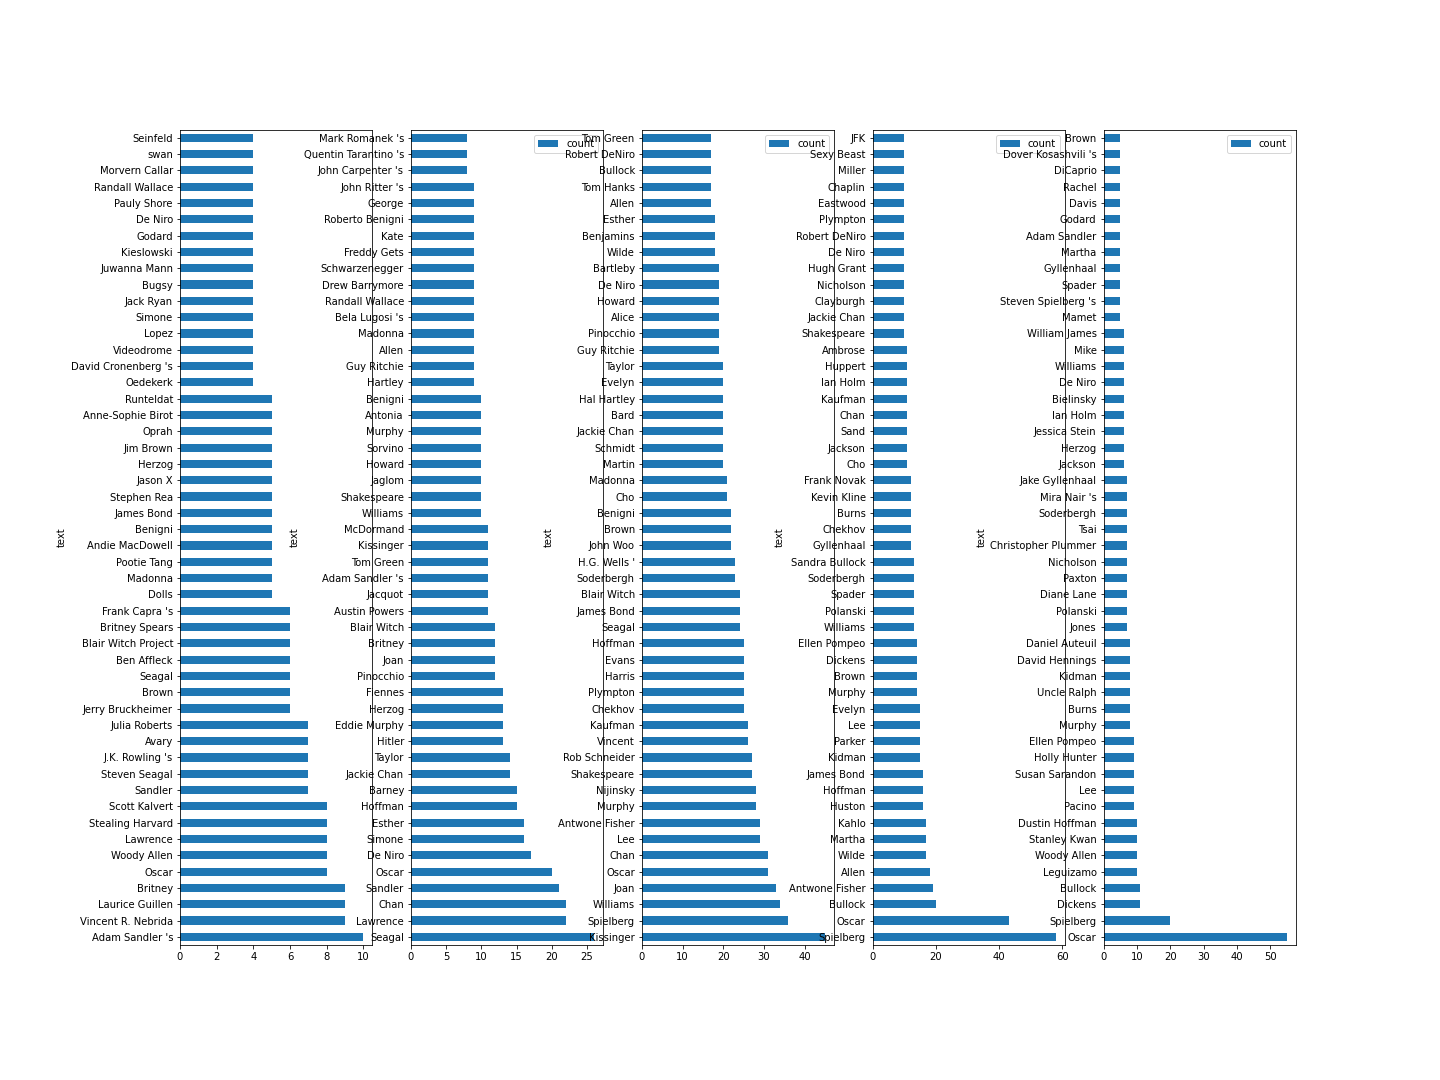 Seinfeld
swan
Morvern Callar
Randall Wallace
Pauly Shore
De Niro
Godard
Kieslowski
Juwanna Mann
Bugsy
Jack Ryan
Simone
Lopez
Videodrome
David Cronenberg 's
Oedekerk
Runteldat
Anne-Sophie Birot
Oprah
Jim Brown
Herzog
Jason X
Stephen Rea
James Bond
Benigni
Andie MacDowell
Pootie Tang
Madonna
Dolls
Frank Capra 's
Britney Spears
Blair Witch Project
Ben Affleck
Seagal
Brown
Jerry Bruckheimer
Julia Roberts
Avary
J.K. Rowling 's
Steven Seagal
Sandler
Scott Kalvert
Stealing Harvard
Lawrence
Woody Allen
Oscar
Britney
Laurice Guillen
Vincent R. Nebrida
Adam Sandler 's
text
0 2 4 6 8 10
Mark Romanek 's
Quentin Tarantino 's
John Carpenter 's
John Ritter 's
George
Roberto Benigni
Kate
Freddy Gets
Schwarzenegger
Drew Barrymore
Randall Wallace
Bela Lugosi 's
Madonna
Allen
Guy Ritchie
Hartley
Benigni
Antonia
Murphy
Sorvino
Howard
Jaglom
Shakespeare
Williams
McDormand
Kissinger
Tom Green
Adam Sandler 's
Jacquot
Austin Powers
Blair Witch
Britney
Joan
Pinocchio
Fiennes
Herzog
Eddie Murphy
Hitler
Taylor
Jackie Chan
Barney
Hoffman
Esther
Simone
De Niro
Oscar
Sandler
Chan
Lawrence
Seagal
text
count
0 5 10 15 20 25
Tom Green
Robert DeNiro
Bullock
Tom Hanks
Allen
Esther
Benjamins
Wilde
Bartleby
De Niro
Howard
Alice
Pinocchio
Guy Ritchie
Taylor
Evelyn
Hal Hartley
Bard
Jackie Chan
Schmidt
Martin
Madonna
Cho
Benigni
Brown
John Woo
H.G. Wells '
Soderbergh
Blair Witch
James Bond
Seagal
Hoffman
Evans
Harris
Plympton
Chekhov
Kaufman
Vincent
Rob Schneider
Shakespeare
Nijinsky
Murphy
Antwone Fisher
Lee
Chan
Oscar
Joan
Williams
Spielberg
Kissinger
text
count
0 10 20 30 40
JFK
Sexy Beast
Miller
Chaplin
Eastwood
Plympton
Robert DeNiro
De Niro
Hugh Grant
Nicholson
Clayburgh
Jackie Chan
Shakespeare
Ambrose
Huppert
Ian Holm
Kaufman
Chan
Sand
Jackson
Cho
Frank Novak
Kevin Kline
Burns
Chekhov
Gyllenhaal
Sandra Bullock
Soderbergh
Spader
Polanski
Williams
Ellen Pompeo
Dickens
Brown
Murphy
Evelyn
Lee
Parker
Kidman
James Bond
Hoffman
Huston
Kahlo
Martha
Wilde
Allen
Antwone Fisher
Bullock
Oscar
Spielberg
text
count
0 20 40 60
Brown
Dover Kosashvili 's
DiCaprio
Rachel
Davis
Godard
Adam Sandler
Martha
Gyllenhaal
Spader
Steven Spielberg 's
Mamet
William James
Mike
Williams
De Niro
Bielinsky
Ian Holm
Jessica Stein
Herzog
Jackson
Jake Gyllenhaal
Mira Nair 's
Soderbergh
Tsai
Christopher Plummer
Nicholson
Paxton
Diane Lane
Polanski
Jones
Daniel Auteuil
David Hennings
Kidman
Uncle Ralph
Burns
Murphy
Ellen Pompeo
Holly Hunter
Susan Sarandon
Lee
Pacino
Dustin Hoffman
Stanley Kwan
Woody Allen
Leguizamo
Bullock
Dickens
Spielberg
Oscar
text
count
0 10 20 30 40 50